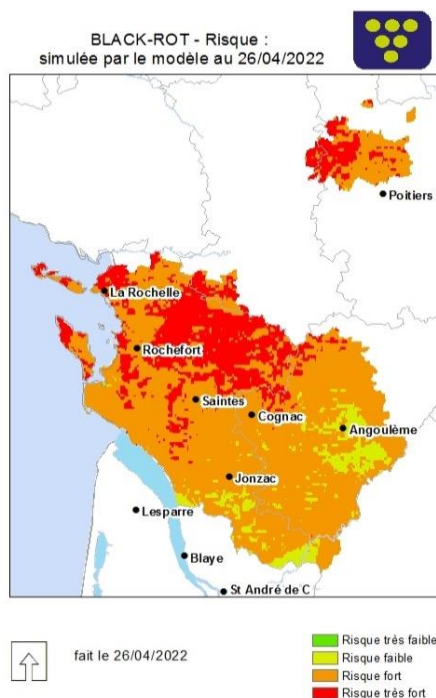 BLACK-ROT - Risque :
simulée par le modèle au 26/04/2022
Poitiers
La Rochelle
Rochefort
Saintes
Cognac
Angoulême
Jonzac
Lesparre
Blaye
St André de C
fait le 26/04/2022
Risque très faible
Risque faible
Risque fort
Risque très fort